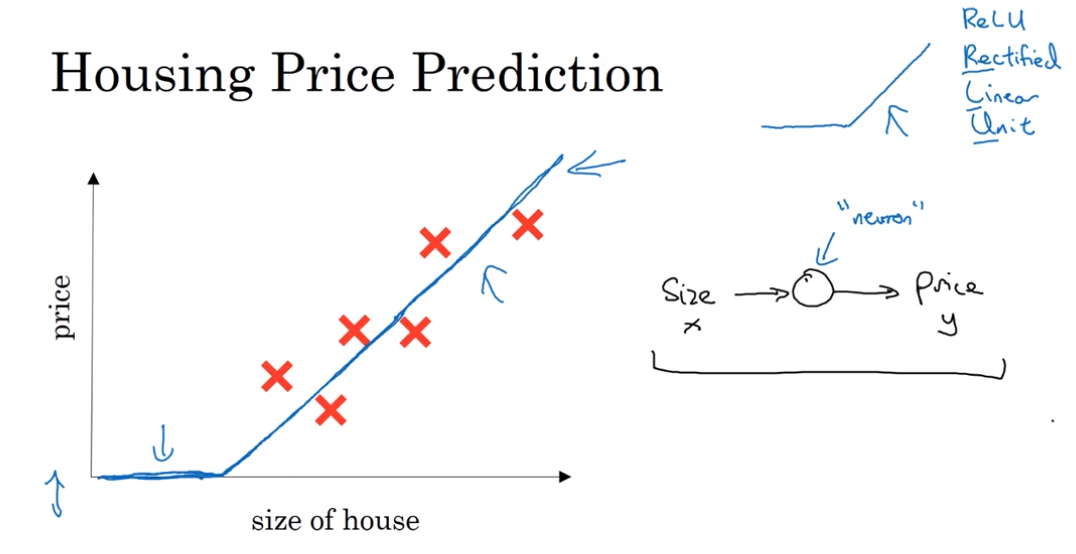 Housing Price Prediction
ReLU
Rectified
Linear
Unit
price
size of house
"neuron"
Size
x
Price
y